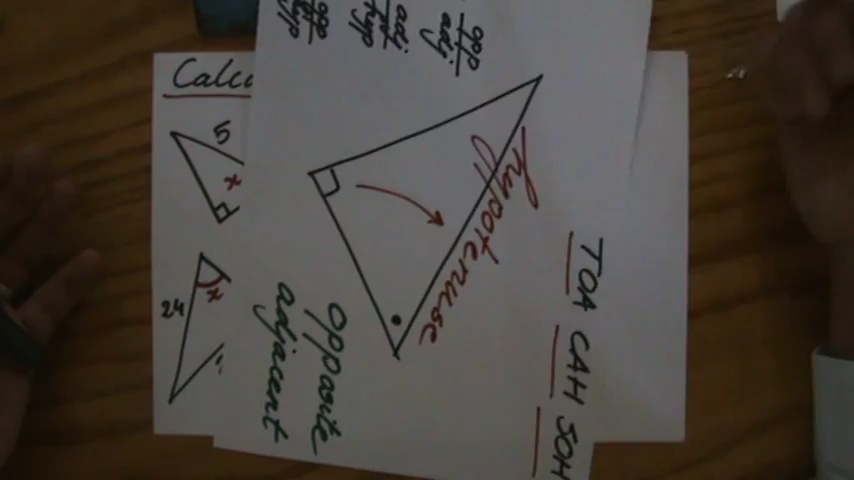 Calcu
5
x
24
x
opp
adj
adj
hyp
opp
hyp
hypotenuse
opposite
adjacent
TOA CAH SOH